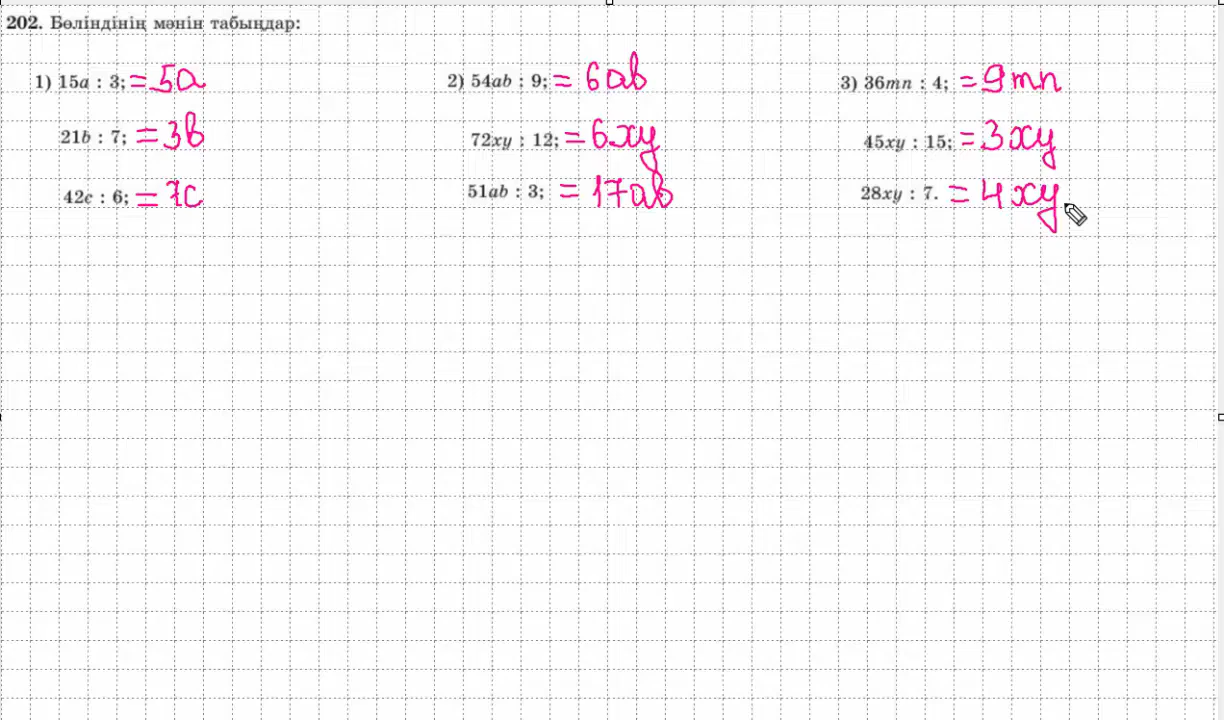 202. Бөліндінің мәнін табыңдар:
1) 15a : 3; = 5a
2) 54ab : 9; = 6ab
3) 36mn : 4; = 9mn
21b : 7; = 3b
72xy : 12; = 6xy
45xy : 15; = 3xy
42c : 6; = 7c
51ab : 3; = 17ab
28xy : 7. = 4xy